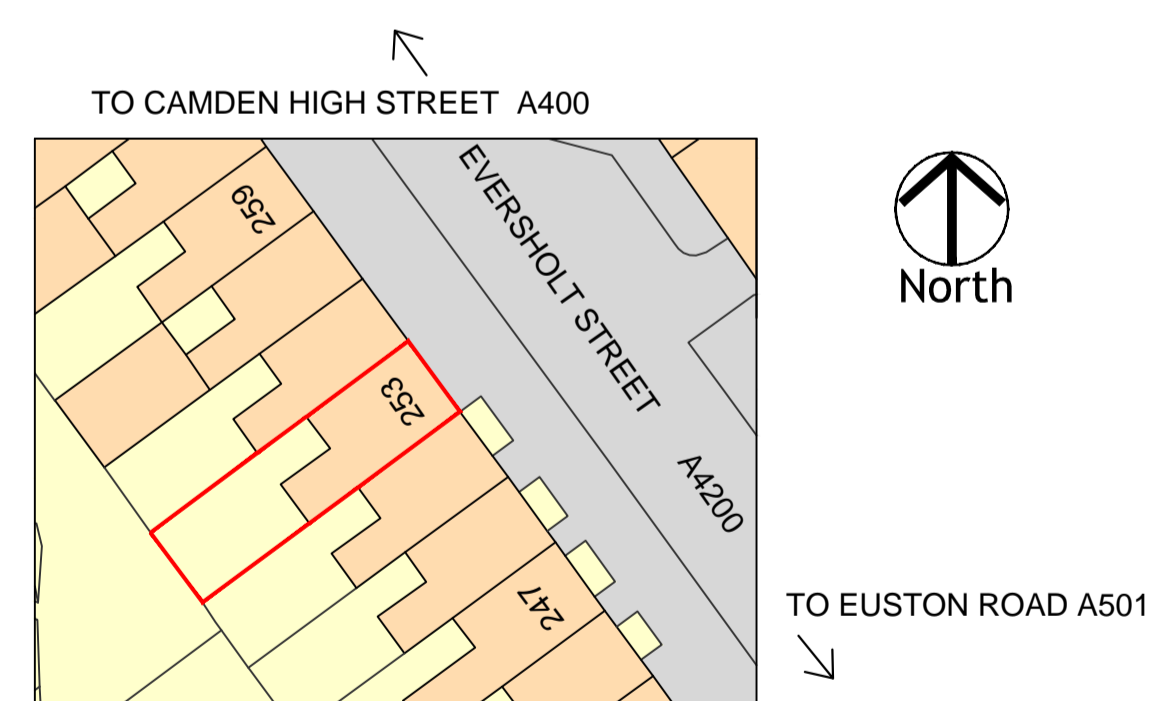 TO CAMDEN HIGH STREET A400
EVERSHOLT STREET
259
North
253
A4200
247
TO EUSTON ROAD A501